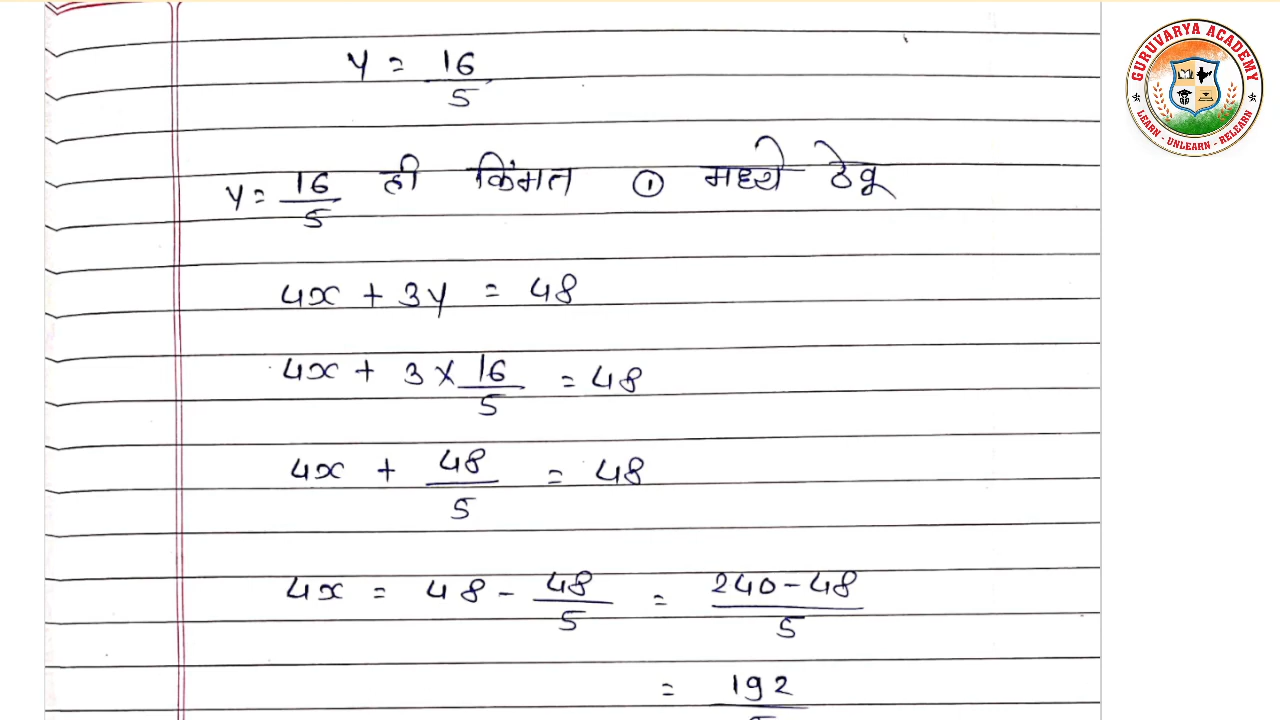 y = 16/5
y = 16/5 ही किंमत ① मध्ये ठेवू
4x + 3y = 48
4x + 3 × 16/5 = 48
4x + 48/5 = 48
4x = 48 - 48/5 = 240 - 48/5
= 192
GURUVARYA ACADEMY
LEARN - UNLEARN - RELEARN